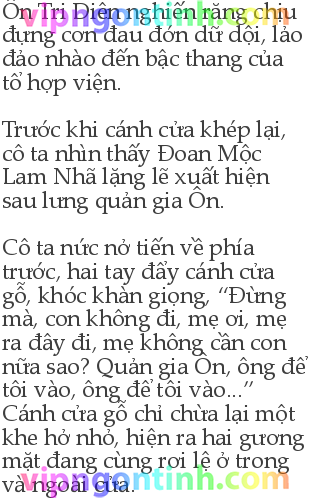 Ôn Tri Diên nghiến răng chịu
đựng cơn đau đớn dữ dội, lảo
đảo nhào đến bậc thang của
tổ hợp viện.
Trước khi cánh cửa khép lại,
cô ta nhìn thấy Đoan Mộc
Lam Nhã lặng lẽ xuất hiện
sau lưng quản gia Ôn.
Cô ta nức nở tiến về phía
trước, hai tay đẩy cánh cửa
gỗ, khóc khàn giọng, “Đừng
mà, con không đi, mẹ ơi, mẹ
ra đây đi, mẹ không cần con
nữa sao? Quản gia Ôn, ông để
tôi vào, ông để tôi vào...”
Cánh cửa gỗ chỉ chừa lại một
khe hở nhỏ, hiện ra hai gương
mặt đang cùng rơi lệ ở trong
và ngoài cửa.
vipngontinh.com
vipngontinh.com